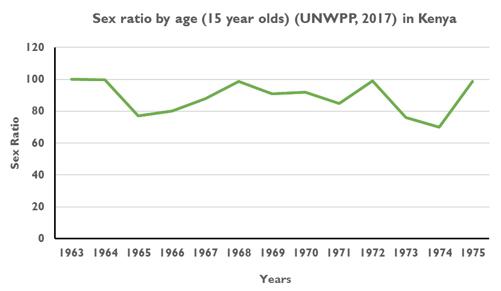 Sex ratio by age (15 year olds) (UNWPP, 2017) in Kenya
120
100
80
60
40
20
0
Sex Ratio
1963 1964 1965 1966 1967 1968 1969 1970 1971 1972 1973 1974 1975
Years